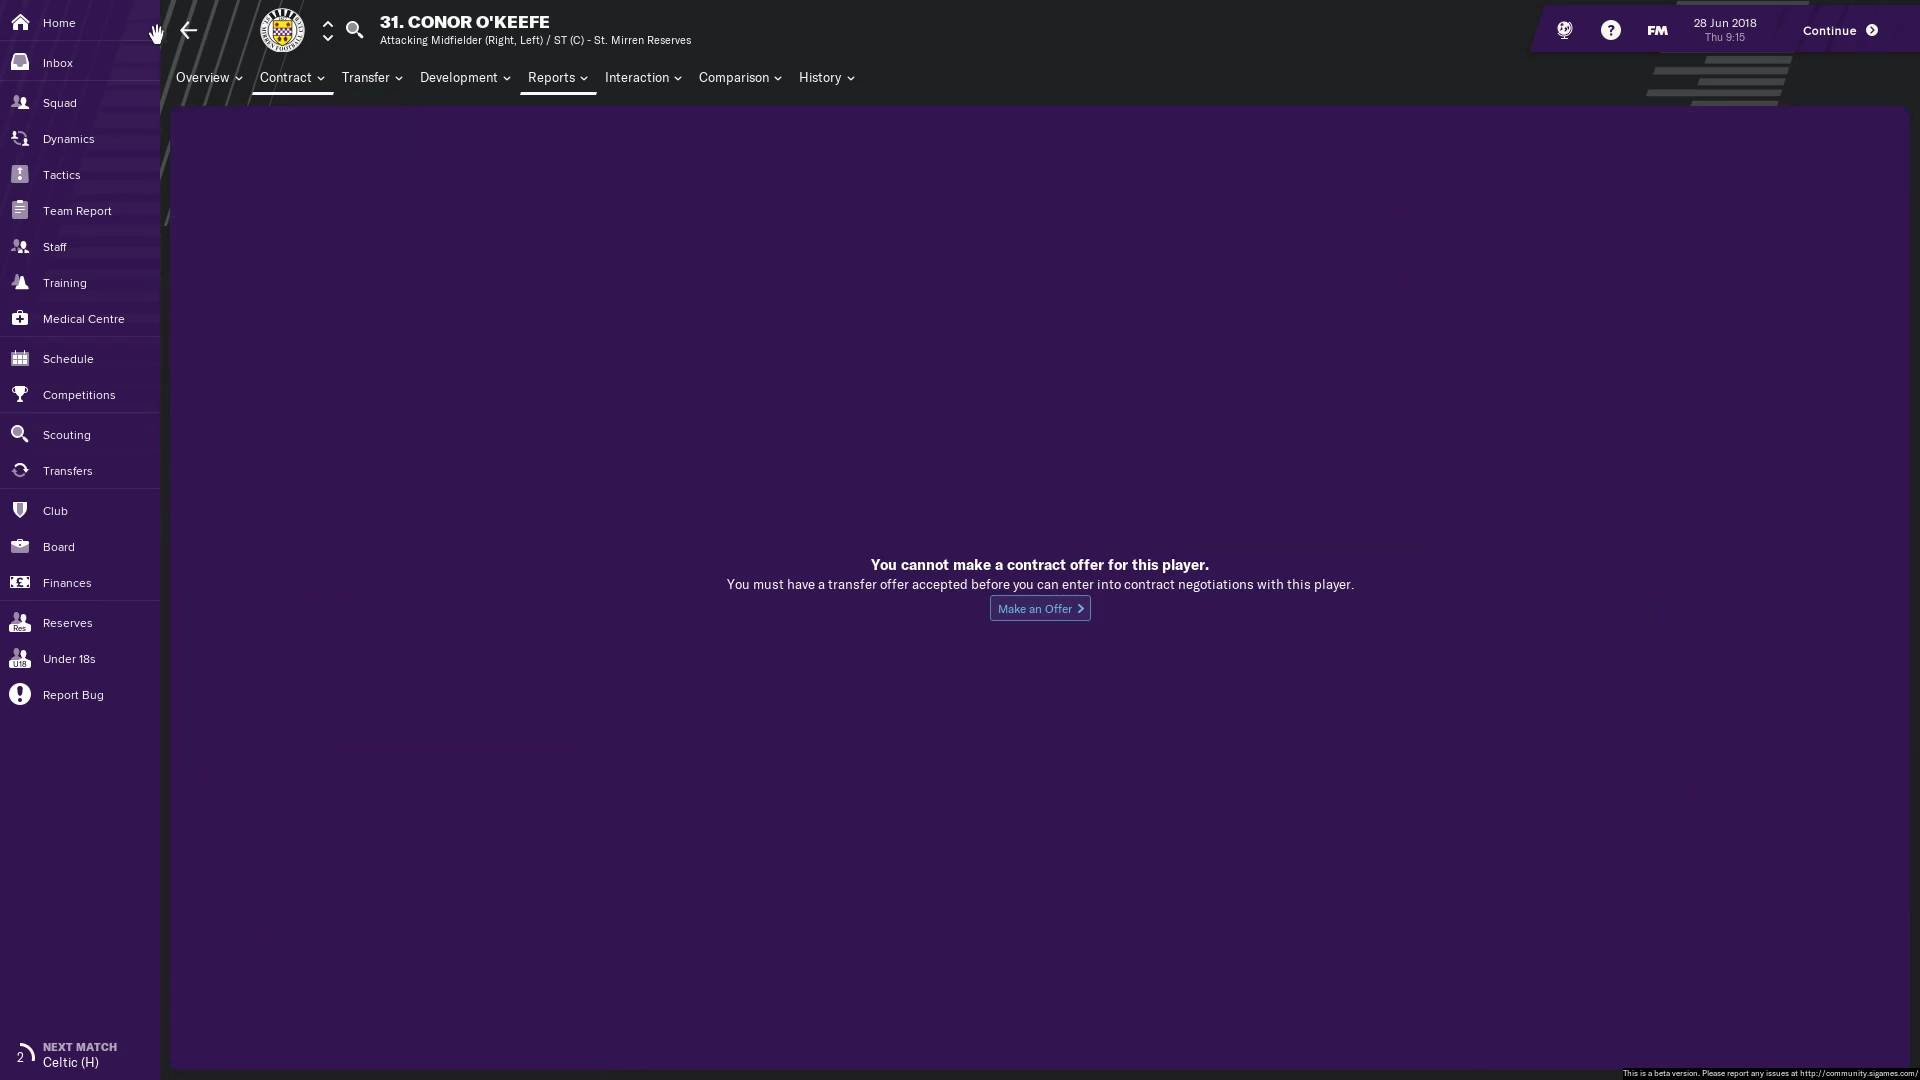 Home
Inbox
Squad
Dynamics
Tactics
Team Report
Staff
Training
Medical Centre
Schedule
Competitions
Scouting
Transfers
Club
Board
Finances
Res
Reserves
U18
Under 18s
Report Bug
2
NEXT MATCH
Celtic (H)
31. CONOR O'KEEFE
Attacking Midfielder (Right, Left) / ST (C) - St. Mirren Reserves
FM
28 Jun 2018
Thu 9:15
Continue
Overview
Contract
Transfer
Development
Reports
Interaction
Comparison
History
You cannot make a contract offer for this player.
You must have a transfer offer accepted before you can enter into contract negotiations with this player.
Make an Offer
This is a beta version. Please report any issues at http://community.sigames.com/